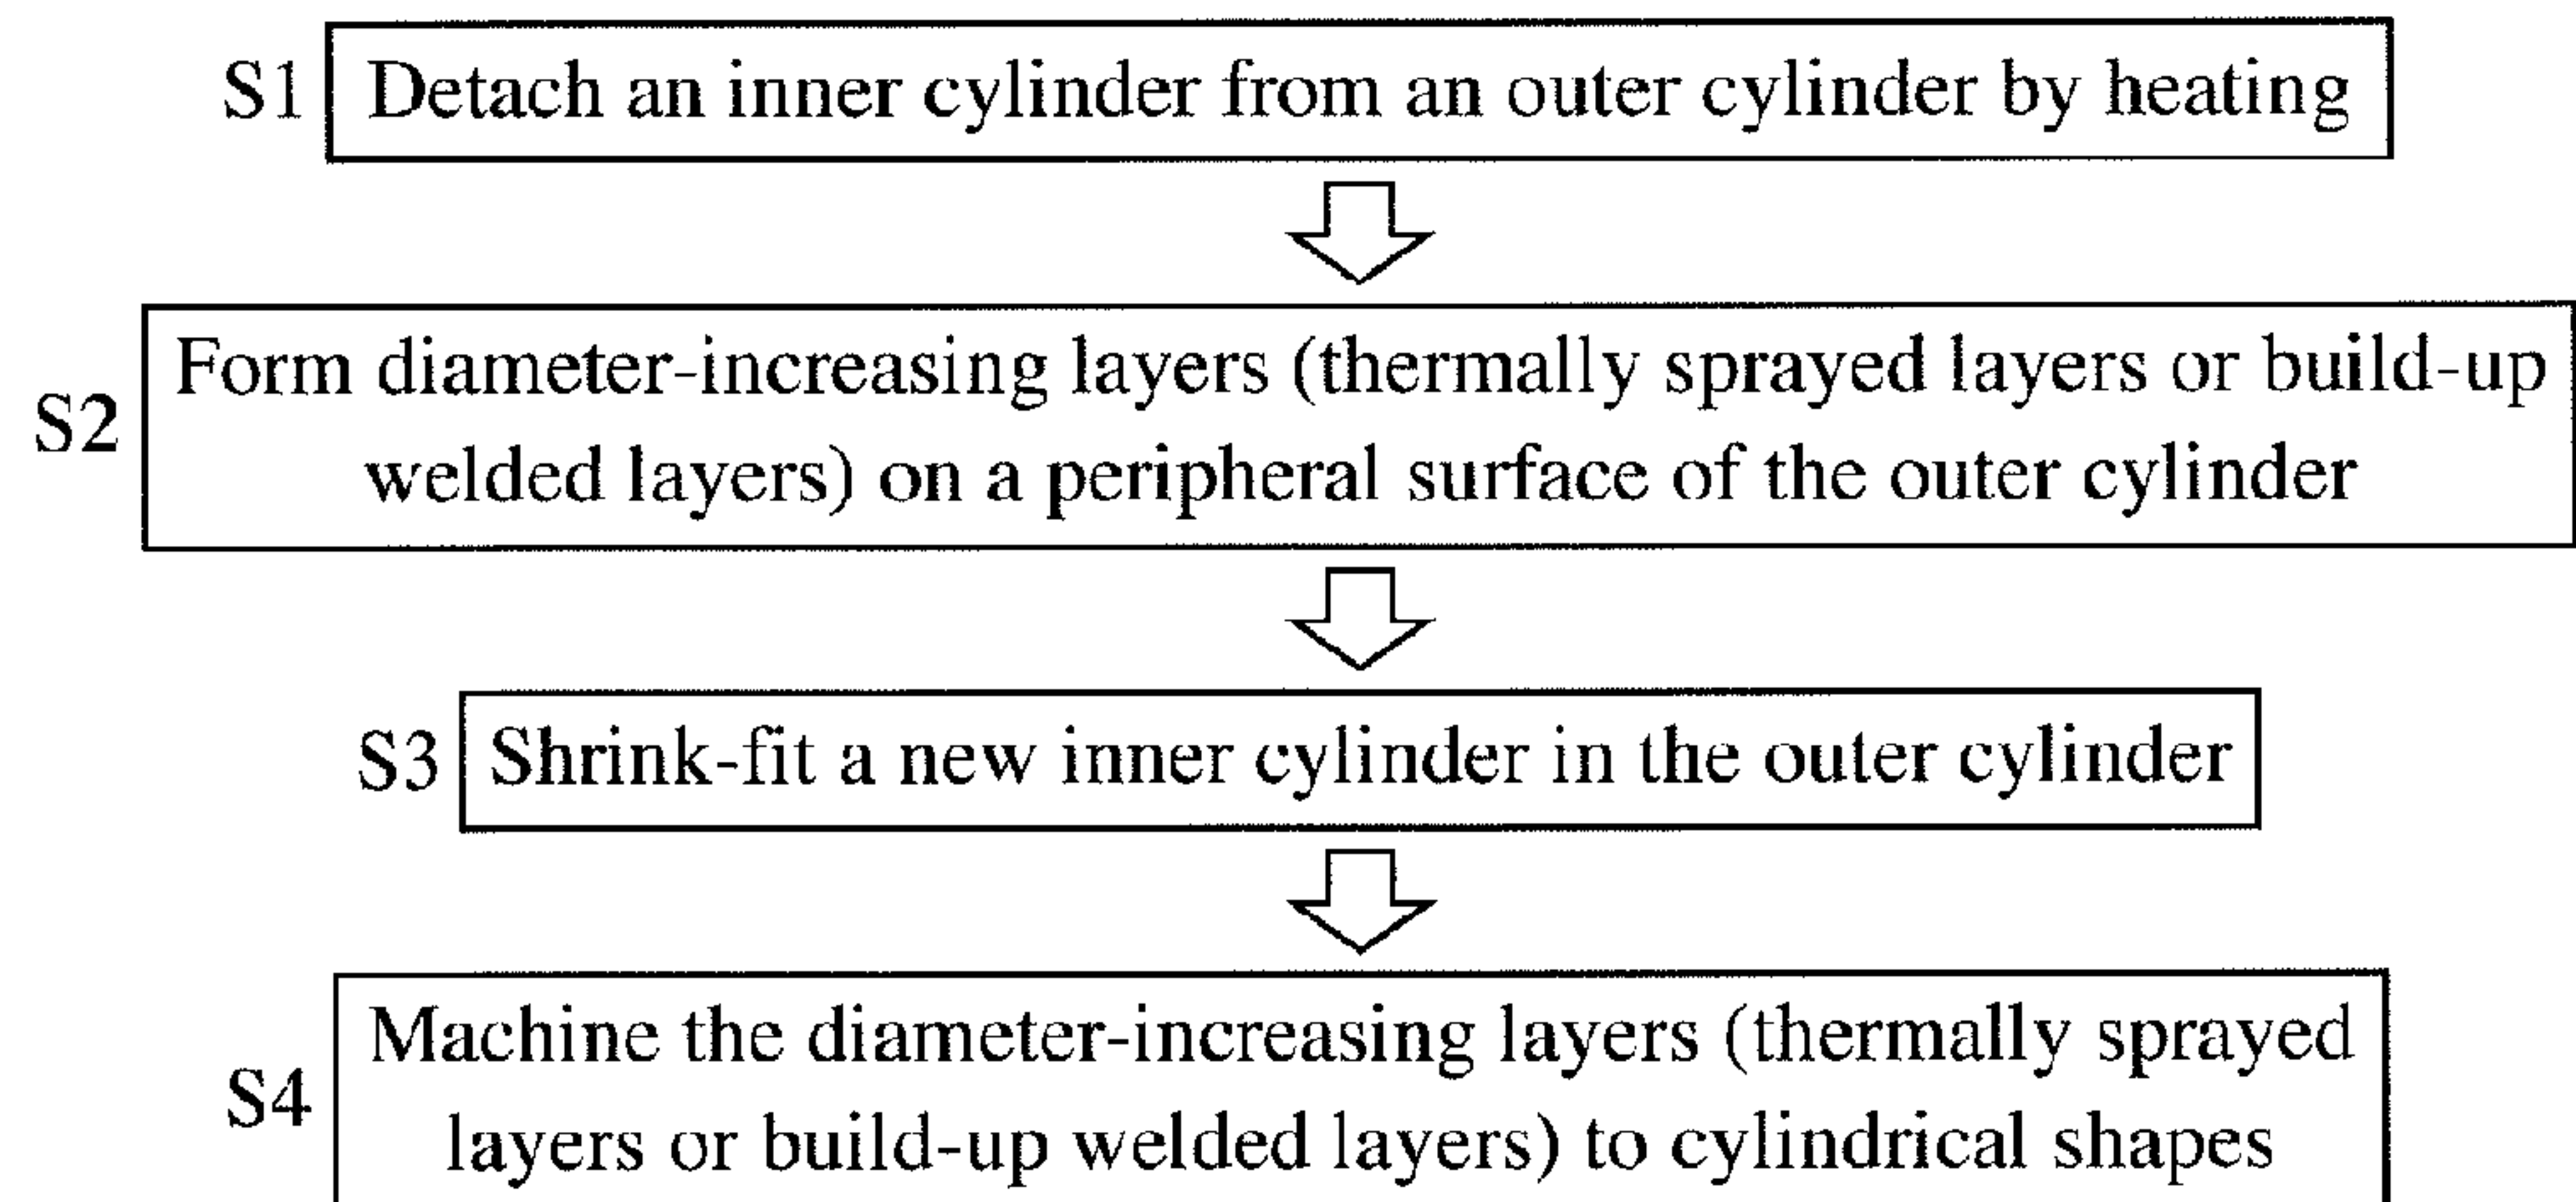 S1 Detach an inner cylinder from an outer cylinder by heating
Form diameter-increasing layers (thermally sprayed layers or build-up
S2
welded layers) on a peripheral surface of the outer cylinder
S3 Shrink-fit a new inner cylinder in the outer cylinder
Machine the diameter-increasing layers (thermally sprayed
S4
layers or build-up welded layers) to cylindrical shapes